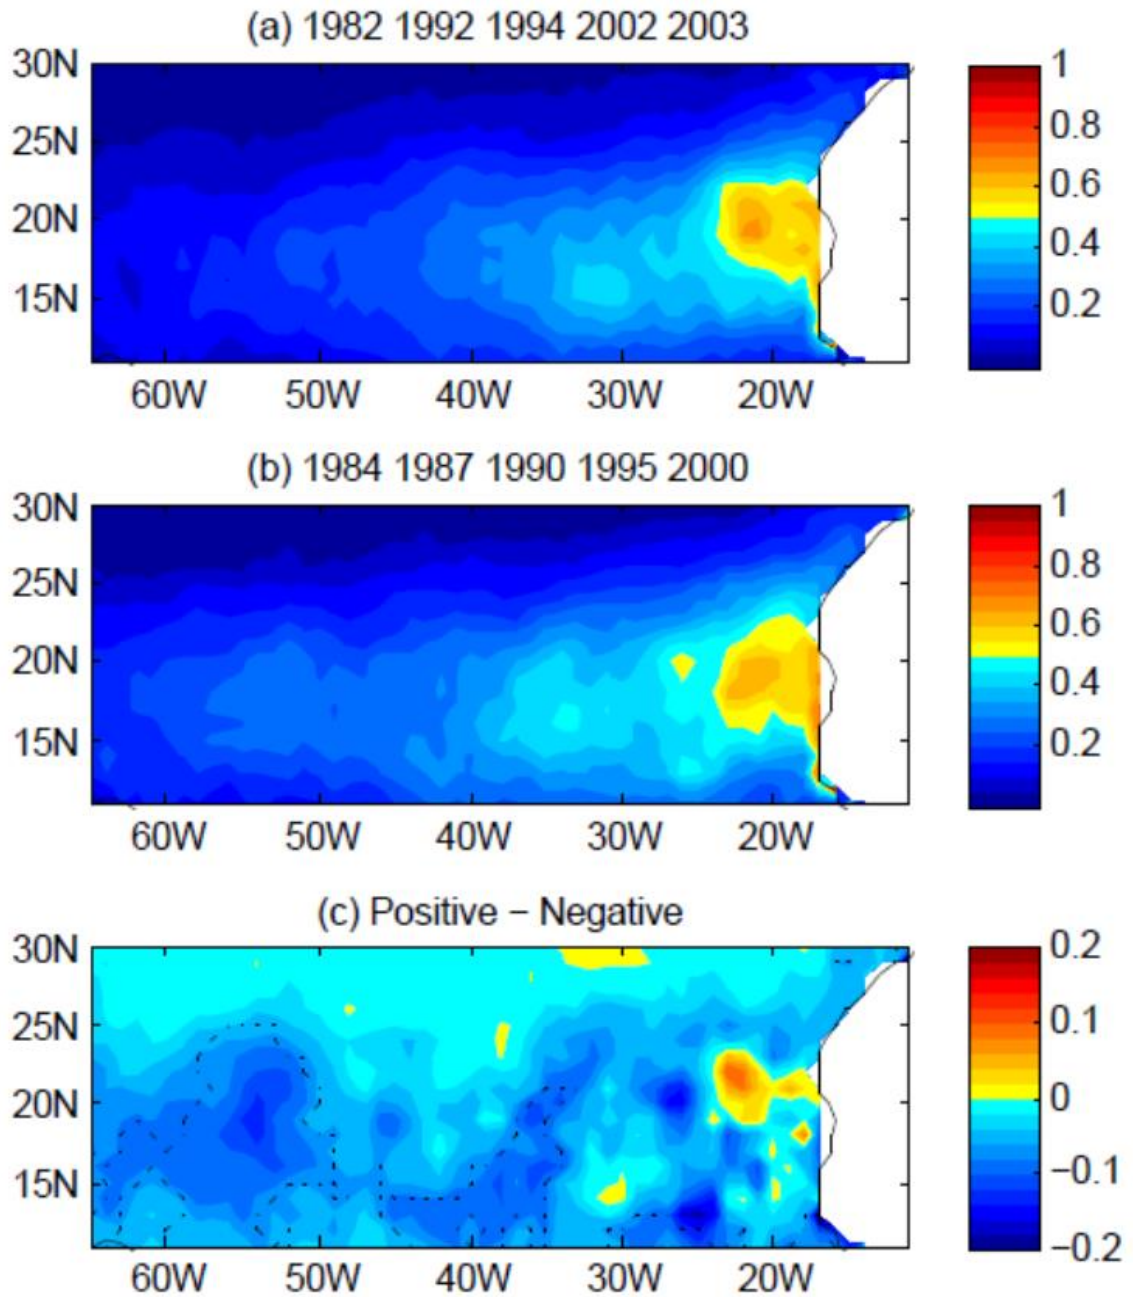 (a) 1982 1992 1994 2002 2003
30N
25N
20N
15N
60W 50W 40W 30W 20W
1
0.8
0.6
0.4
0.2
(b) 1984 1987 1990 1995 2000
30N
25N
20N
15N
60W 50W 40W 30W 20W
1
0.8
0.6
0.4
0.2
(c) Positive − Negative
30N
25N
20N
15N
60W 50W 40W 30W 20W
0.2
0.1
0
−0.1
−0.2